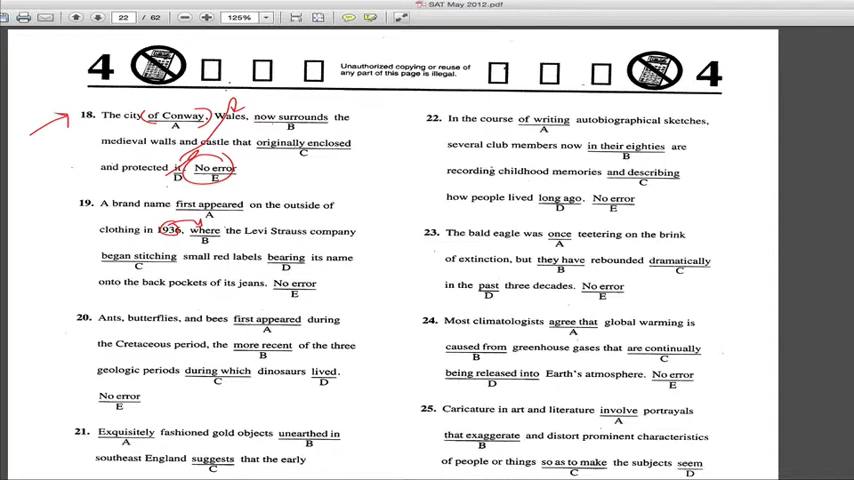 SAT May 2012.pdf
22 / 62
125%
4
Unauthorized copying or reuse of
any part of this page is illegal.
4
18. The city of Conway, Wales, now surrounds the
A B
medieval walls and castle that originally enclosed
C
and protected it. No error
D E
19. A brand name first appeared on the outside of
A
clothing in 1936, where the Levi Strauss company
B
began stitching small red labels bearing its name
C D
onto the back pockets of its jeans. No error
E
20. Ants, butterflies, and bees first appeared during
A
the Cretaceous period, the more recent of the three
B
geologic periods during which dinosaurs lived.
C D
No error
E
21. Exquisitely fashioned gold objects unearthed in
A B
southeast England suggests that the early
C
22. In the course of writing autobiographical sketches,
A
several club members now in their eighties are
B
recording childhood memories and describing
C
how people lived long ago. No error
D E
23. The bald eagle was once teetering on the brink
A
of extinction, but they have rebounded dramatically
B C
in the past three decades. No error
D E
24. Most climatologists agree that global warming is
A
caused from greenhouse gases that are continually
B C
being released into Earth's atmosphere. No error
D E
25. Caricature in art and literature involve portrayals
A
that exaggerate and distort prominent characteristics
B
of people or things so as to make the subjects seem
C D